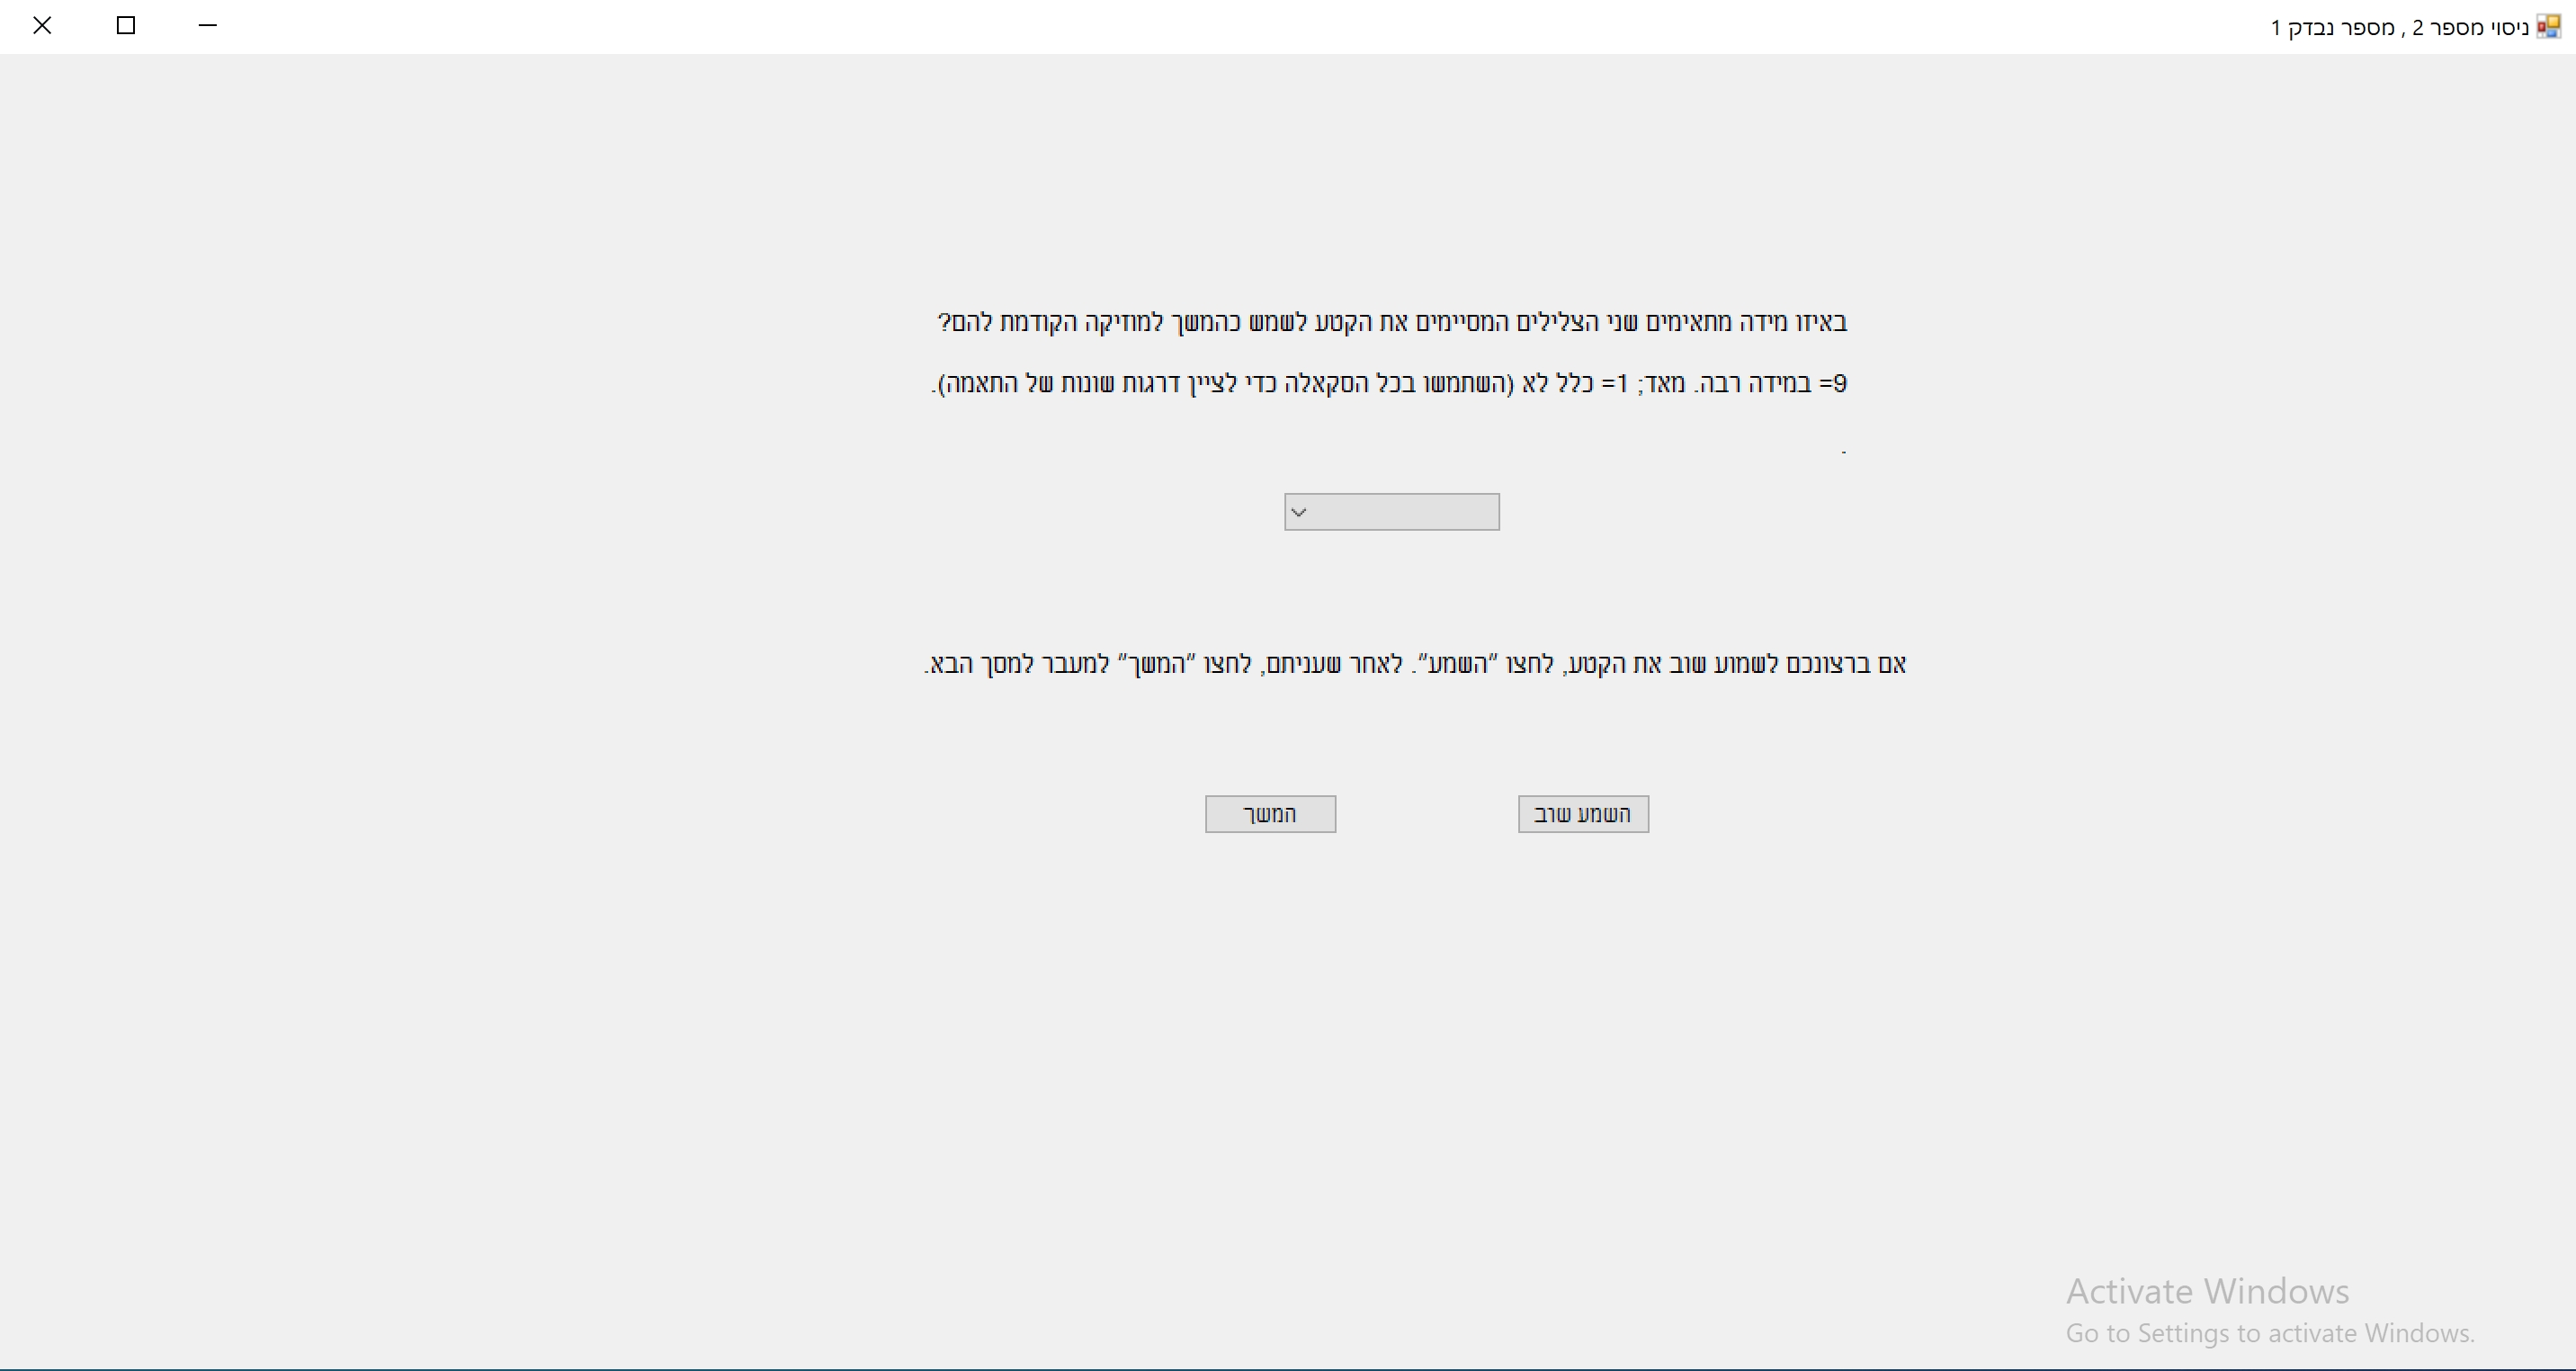 ניסוי מספר 2 , מספר נבדק 1
באיזו מידה מתאימים שני הצלילים המסיימים את הקטע לשמש כהמשך למוזיקה הקודמת להם?
9= במידה רבה. מאד; 1= כלל לא (השתמשו בכל הסקאלה כדי לציין דרגות שונות של התאמה).
.
אם ברצונכם לשמוע שוב את הקטע, לחצו "השמע". לאחר שעניתם, לחצו "המשך" למעבר למסך הבא.
השמע שוב
המשך
Activate Windows
Go to Settings to activate Windows.